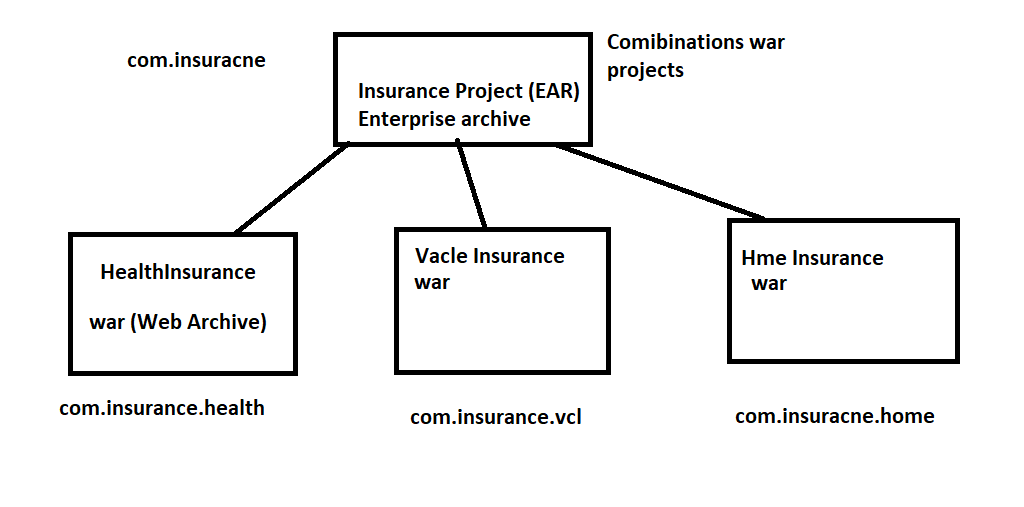 com.insuracne
Comibinations war
projects
Insurance Project (EAR)
Enterprise archive
HealthInsurance
war (Web Archive)
Vacle Insurance
war
Hme Insurance
war
com.insurance.health
com.insurance.vcl
com.insuracne.home